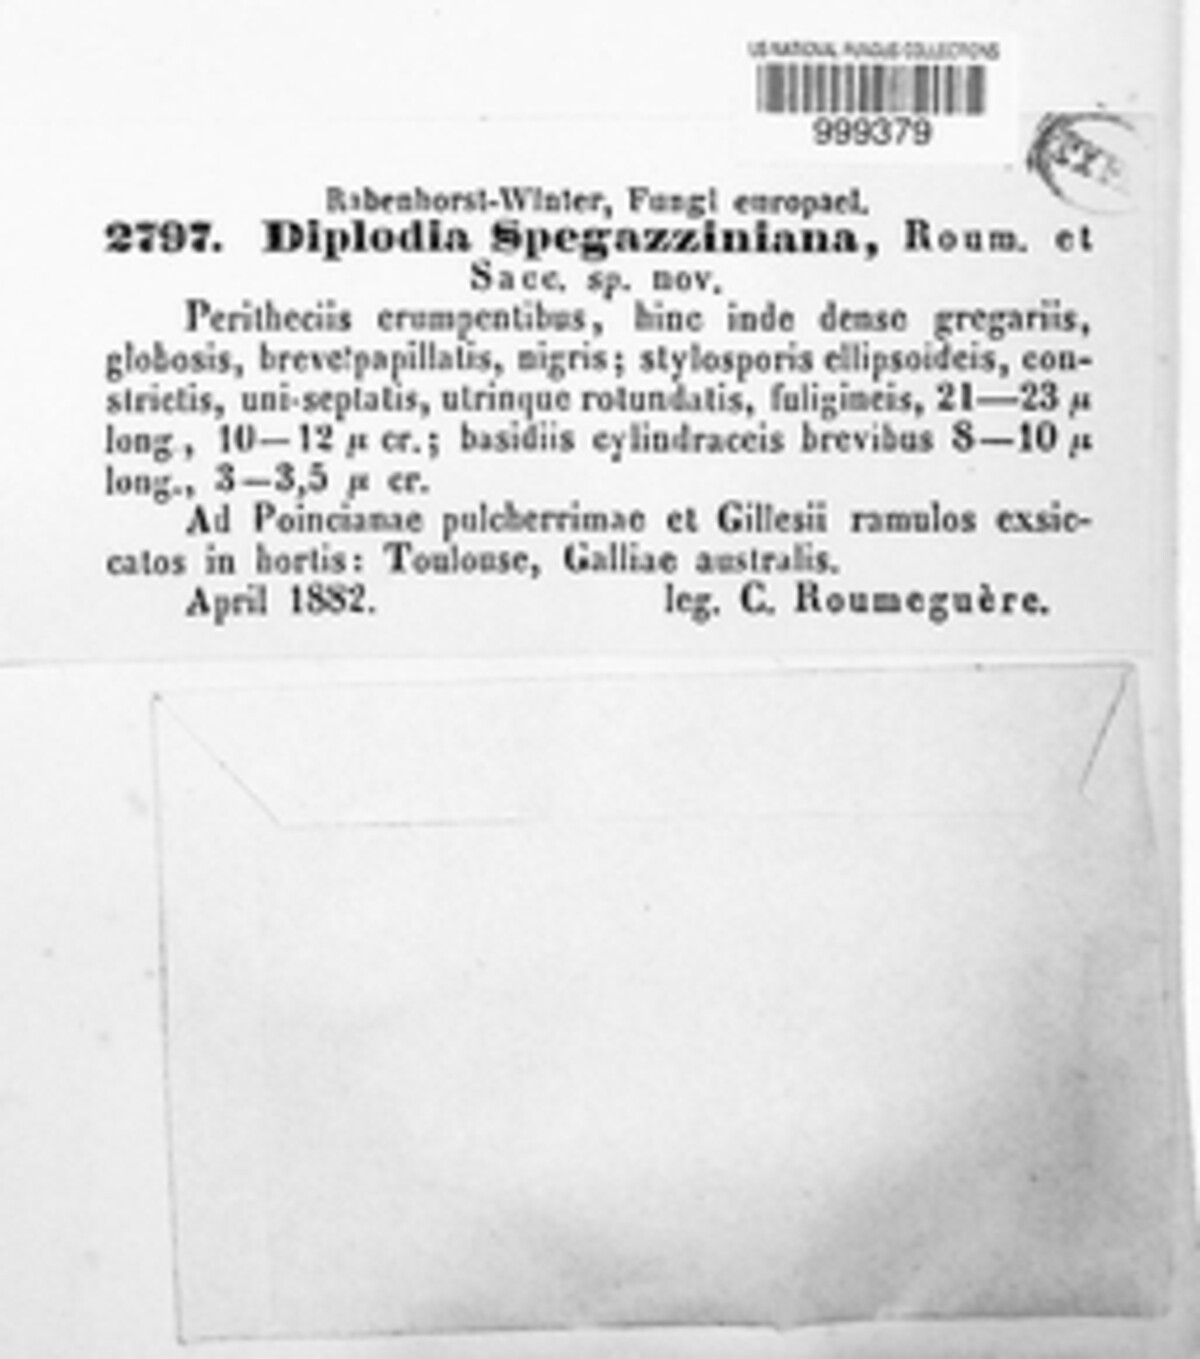 US NATIONAL FUNGUS COLLECTIONS
999379
Rabenhorst-Winter, Fungi europaei.
2797. Diplodia Spegazziniana, Roum. et
Sacc. sp. nov.
Peritheciis erumpentibus, hinc inde dense gregariis,
globosis, brevetpapillatis, nigris; stylosporis ellipsoideis, con-
strictis, uni-septatis, utrinque rotundatis, fuligineis, 21—23 µ
long., 10—12 µ cr.; basidiis cylindraceis brevibus 8—10 µ
long., 3—3,5 µ cr.
Ad Poincianae pulcherrimae et Gillesii ramulos exsic-
catos in hortis: Toulouse, Galliae australis.
April 1882. leg. C. Roumeguère.